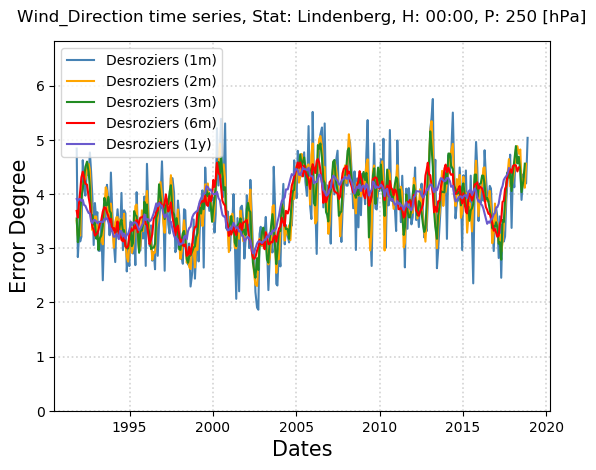 Wind_Direction time series, Stat: Lindenberg, H: 00:00, P: 250 [hPa]
Desroziers (1m)
Desroziers (2m)
Desroziers (3m)
Desroziers (6m)
Desroziers (1y)
Error Degree
6
5
4
3
2
1
0
1995 2000 2005 2010 2015 2020
Dates